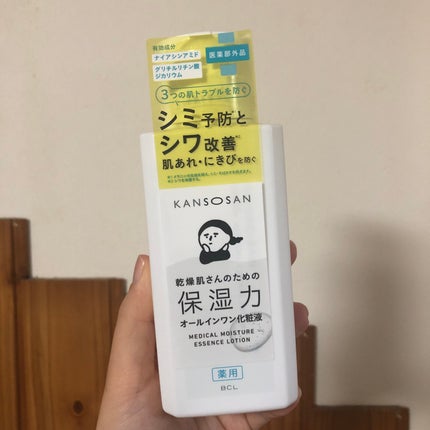 有効成分
ナイアシンアミド
グリチルリチン酸
ジカリウム
医薬部外品
3つの肌トラブルを防ぐ
シミ予防と
シワ改善
肌あれ・にきびを防ぐ
KANSOSAN
乾燥肌さんのための
保湿力
オールインワン化粧液
MEDICAL MOISTURE
ESSENCE LOTION
薬用
BCL